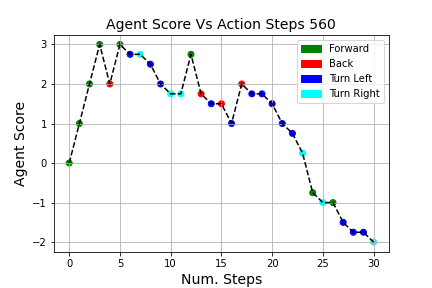 Agent Score Vs Action Steps 560
Forward
Back
Turn Left
Turn Right
Agent Score
3
2
1
0
−1
−2
0 5 10 15 20 25 30
Num. Steps